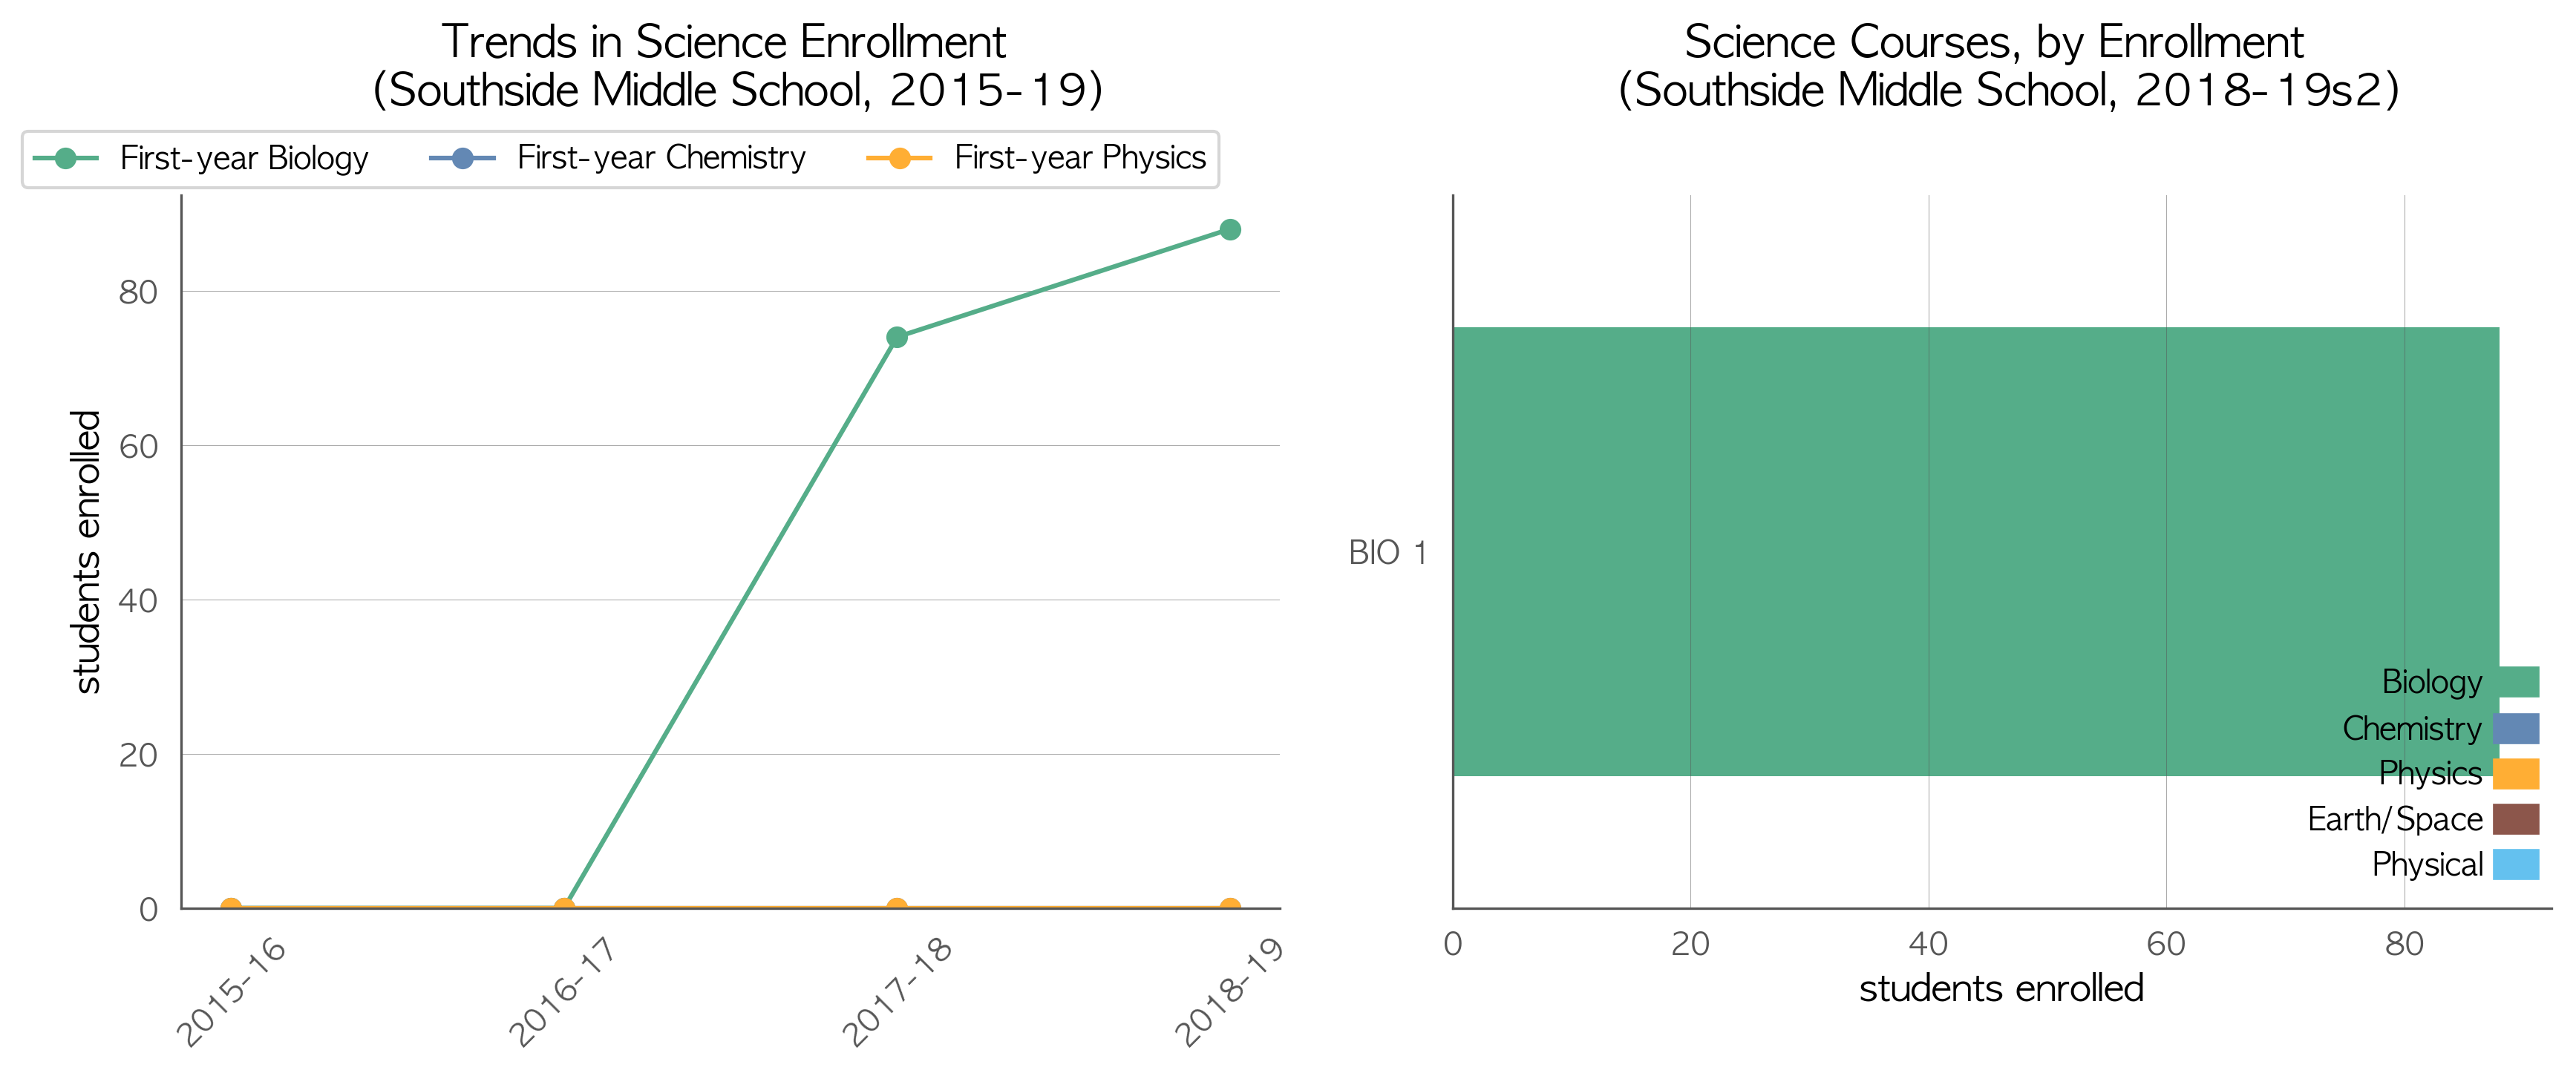 Trends in Science Enrollment
(Southside Middle School, 2015-19)
First-year Biology First-year Chemistry First-year Physics
students enrolled
80
60
40
20
0
2015-16 2016-17 2017-18 2018-19
Science Courses, by Enrollment
(Southside Middle School, 2018-19s2)
BIO 1
Biology
Chemistry
Physics
Earth/Space
Physical
0 20 40 60 80
students enrolled